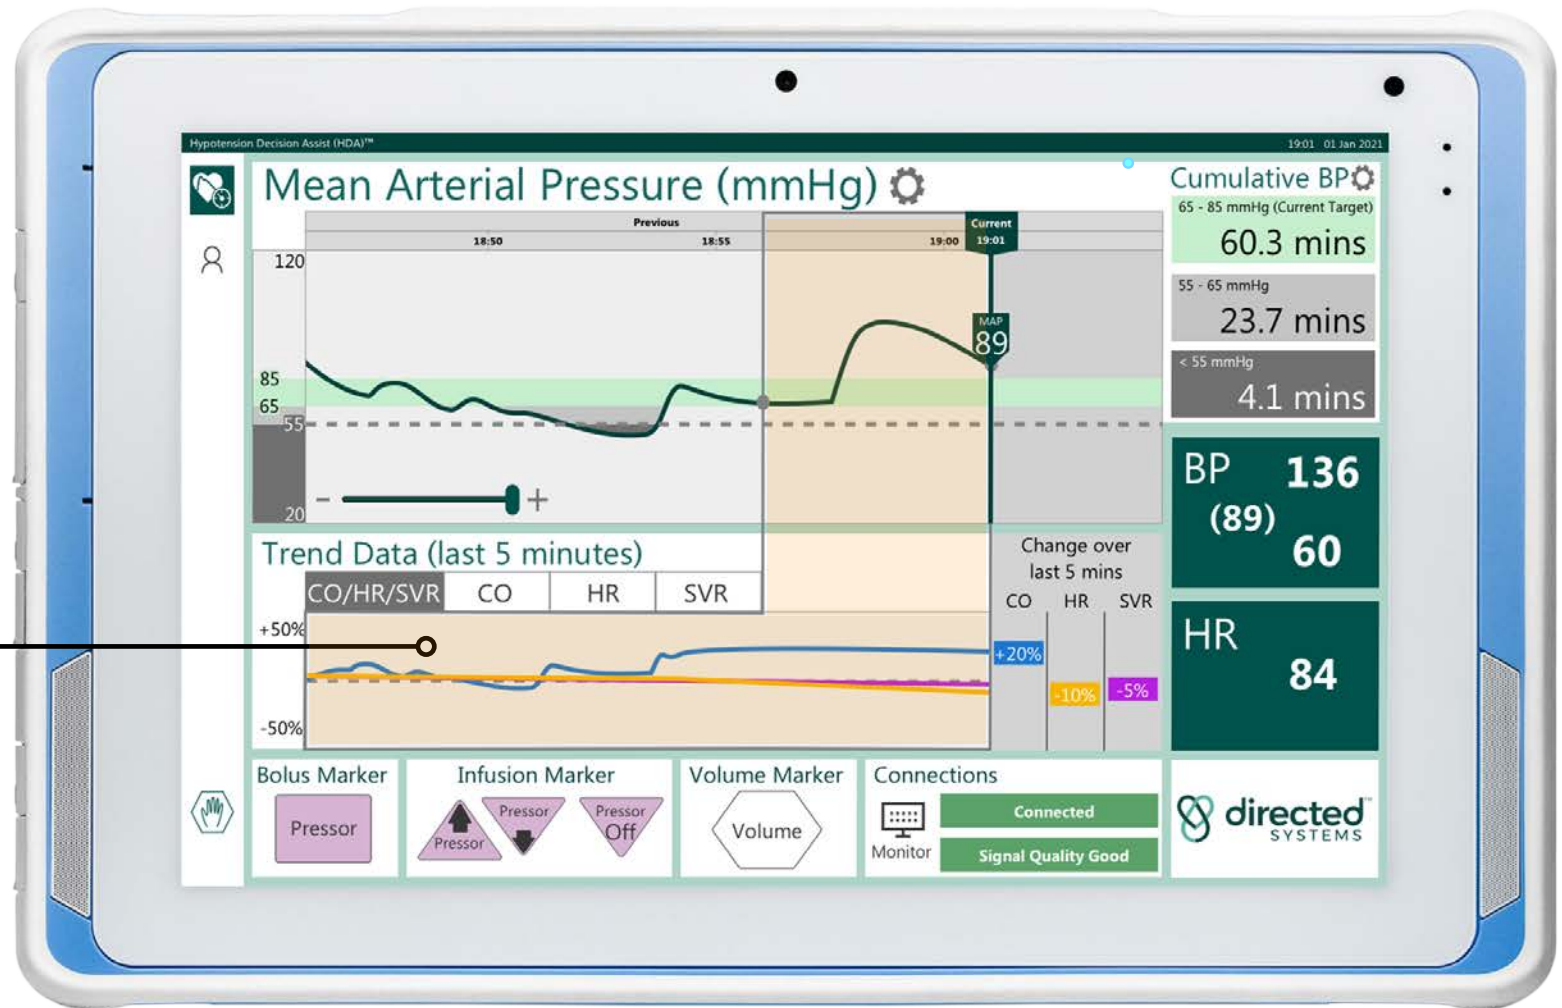 Hypotension Decision Assist (HDA)™
19:01 01 Jan 2021
Mean Arterial Pressure (mmHg)
Previous
Current
18:50
18:55
19:00
19:01
120
85
65
55
20
MAP
89
- +
Cumulative BP
65 - 85 mmHg (Current Target)
60.3 mins
55 - 65 mmHg
23.7 mins
< 55 mmHg
4.1 mins
BP 136
(89)
60
HR
84
Trend Data (last 5 minutes)
CO/HR/SVR CO HR SVR
+50%
-50%
Change over
last 5 mins
CO HR SVR
+20%
-10%
-5%
Bolus Marker
Pressor
Infusion Marker
Pressor
Pressor
Pressor
Off
Volume Marker
Volume
Connections
Monitor
Connected
Signal Quality Good
directed™
SYSTEMS